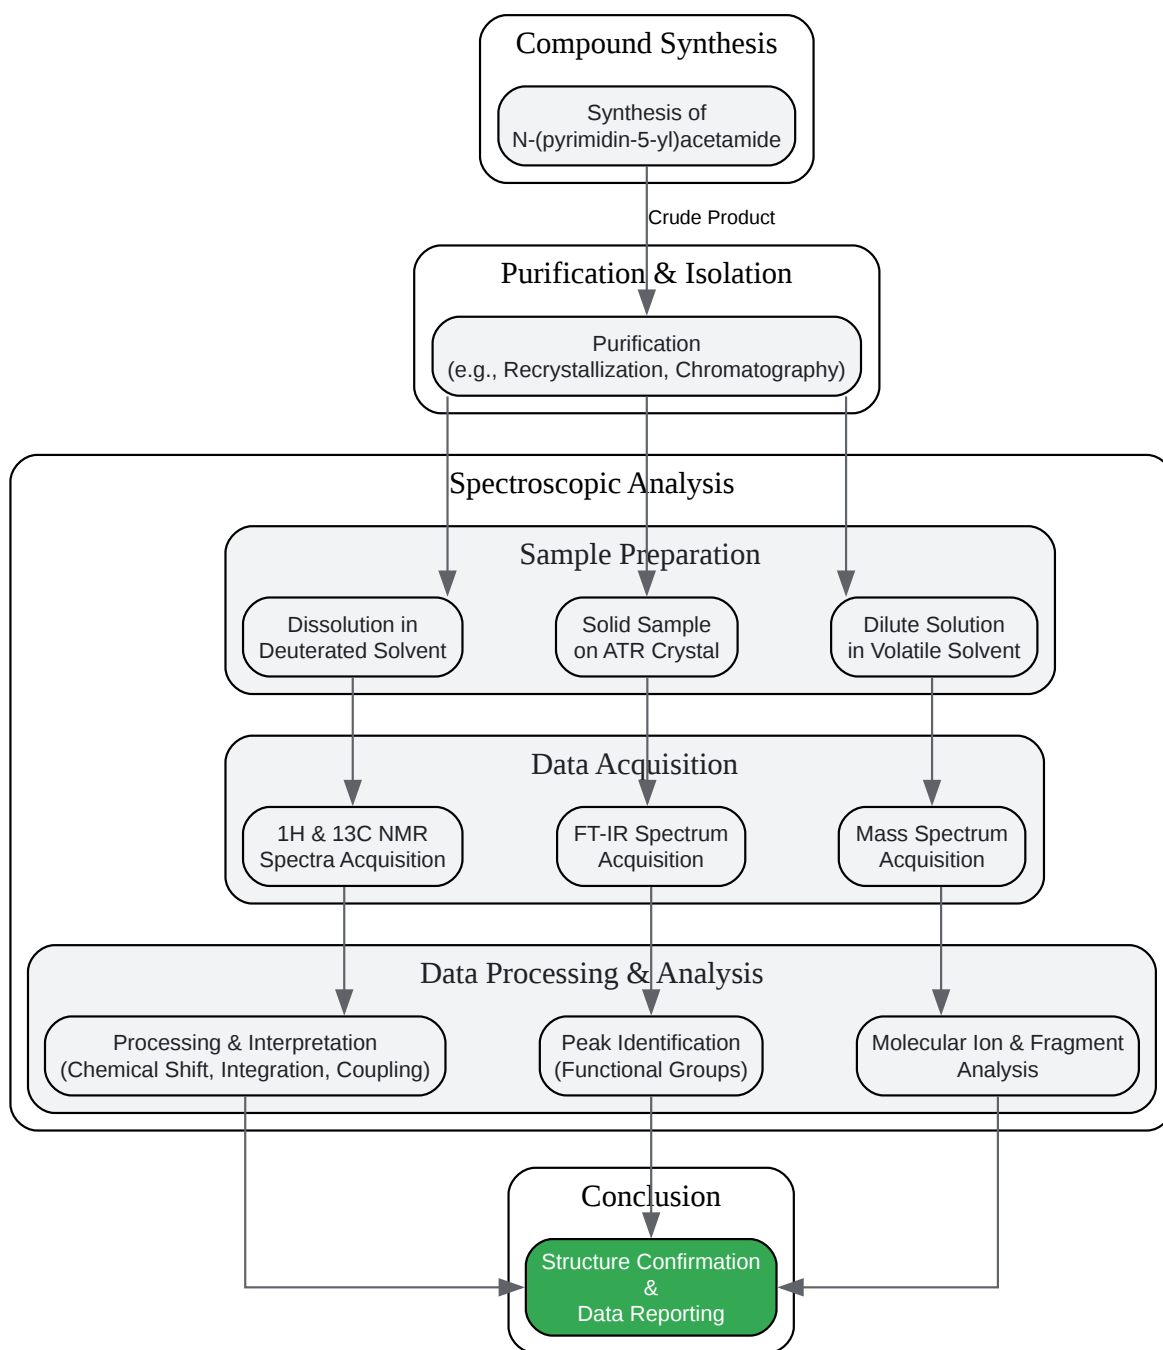 Compound Synthesis
Synthesis of
N-(pyrimidin-5-yl)acetamide
Crude Product
Purification & Isolation
Purification
(e.g., Recrystallization, Chromatography)
Spectroscopic Analysis
Sample Preparation
Dissolution in
Deuterated Solvent
Solid Sample
on ATR Crystal
Dilute Solution
in Volatile Solvent
Data Acquisition
1H & 13C NMR
Spectra Acquisition
FT-IR Spectrum
Acquisition
Mass Spectrum
Acquisition
Data Processing & Analysis
Processing & Interpretation
(Chemical Shift, Integration, Coupling)
Peak Identification
(Functional Groups)
Molecular Ion & Fragment
Analysis
Conclusion
Structure Confirmation
&
Data Reporting